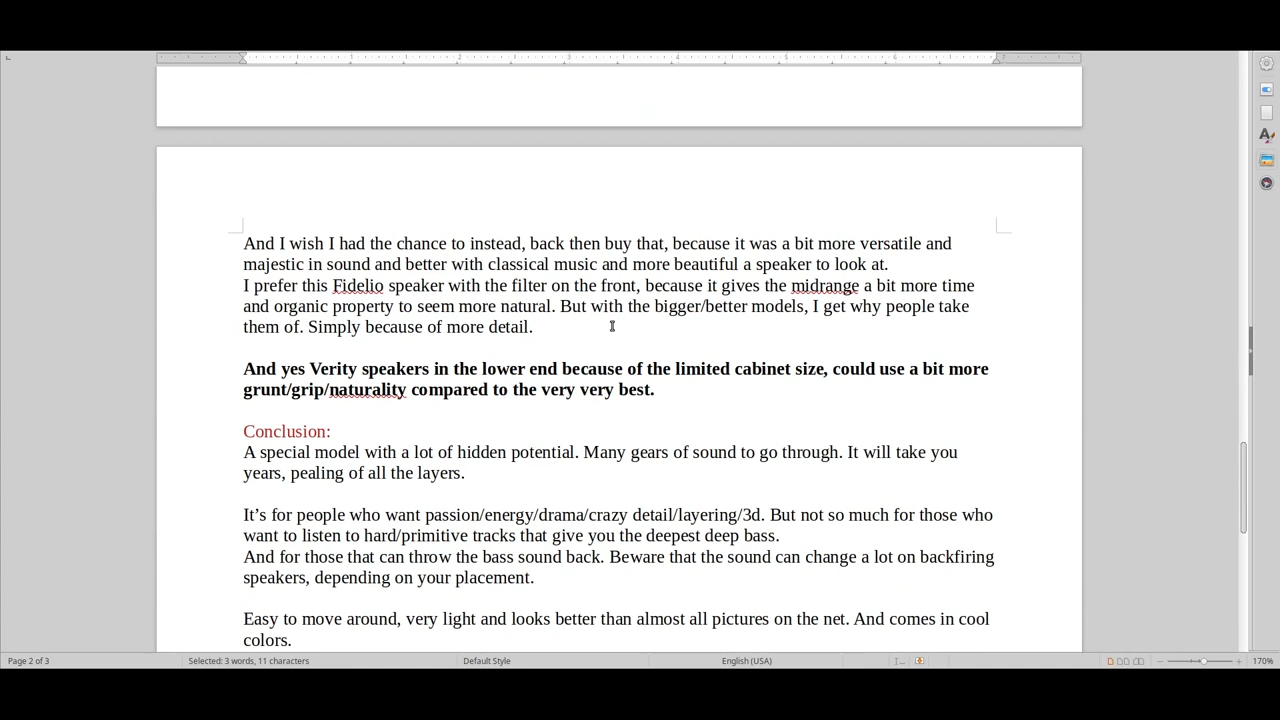 And I wish I had the chance to instead, back then buy that, because it was a bit more versatile and
majestic in sound and better with classical music and more beautiful a speaker to look at.
I prefer this Fidelio speaker with the filter on the front, because it gives the midrange a bit more time
and organic property to seem more natural. But with the bigger/better models, I get why people take
them of. Simply because of more detail.
And yes Verity speakers in the lower end because of the limited cabinet size, could use a bit more
grunt/grip/naturality compared to the very very best.
Conclusion:
A special model with a lot of hidden potential. Many gears of sound to go through. It will take you
years, pealing of all the layers.
It’s for people who want passion/energy/drama/crazy detail/layering/3d. But not so much for those who
want to listen to hard/primitive tracks that give you the deepest deep bass.
And for those that can throw the bass sound back. Beware that the sound can change a lot on backfiring
speakers, depending on your placement.
Easy to move around, very light and looks better than almost all pictures on the net. And comes in cool
colors.
Page 2 of 3
Selected: 3 words, 11 characters
Default Style
English (USA)
170%